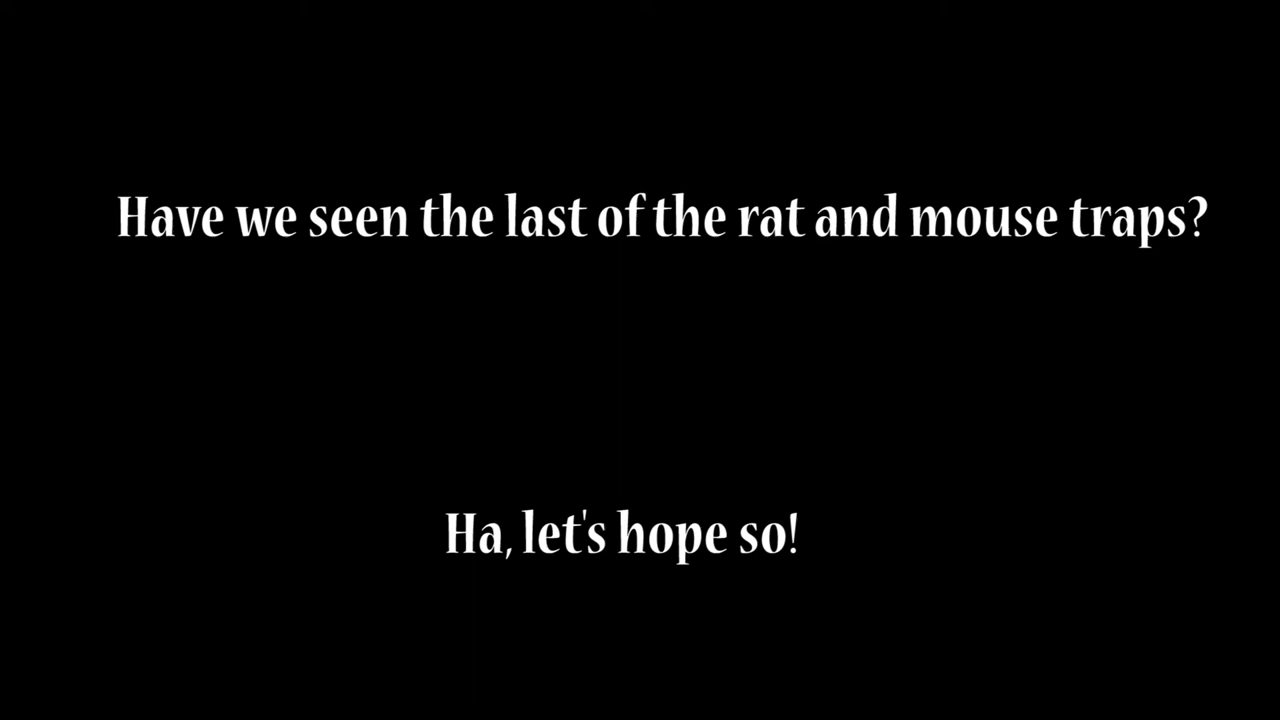 Have we seen the last of the rat and mouse traps?
Ha, let's hope so!